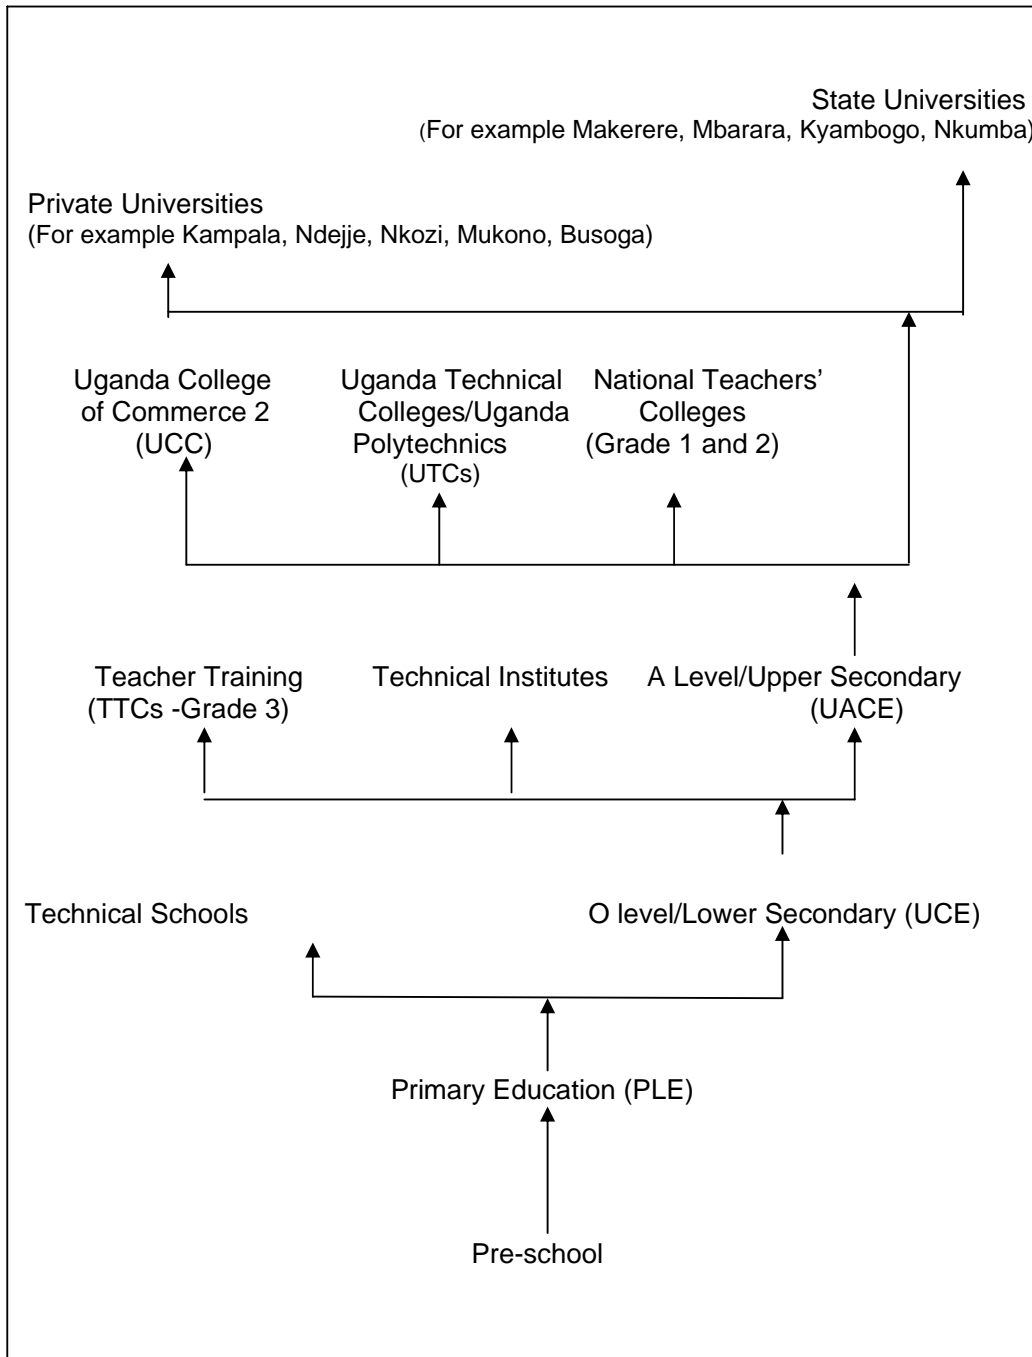 State Universities
(For example Makerere, Mbarara, Kyambogo, Nkumba)
Private Universities
(For example Kampala, Ndejje, Nkozi, Mukono, Busoga)
Uganda College
of Commerce 2
(UCC)
Uganda Technical
Colleges/Uganda
Polytechnics
(UTCs)
National Teachers’
Colleges
(Grade 1 and 2)
Teacher Training
(TTCs -Grade 3)
Technical Institutes
A Level/Upper Secondary
(UACE)
Technical Schools
O level/Lower Secondary (UCE)
Primary Education (PLE)
Pre-school